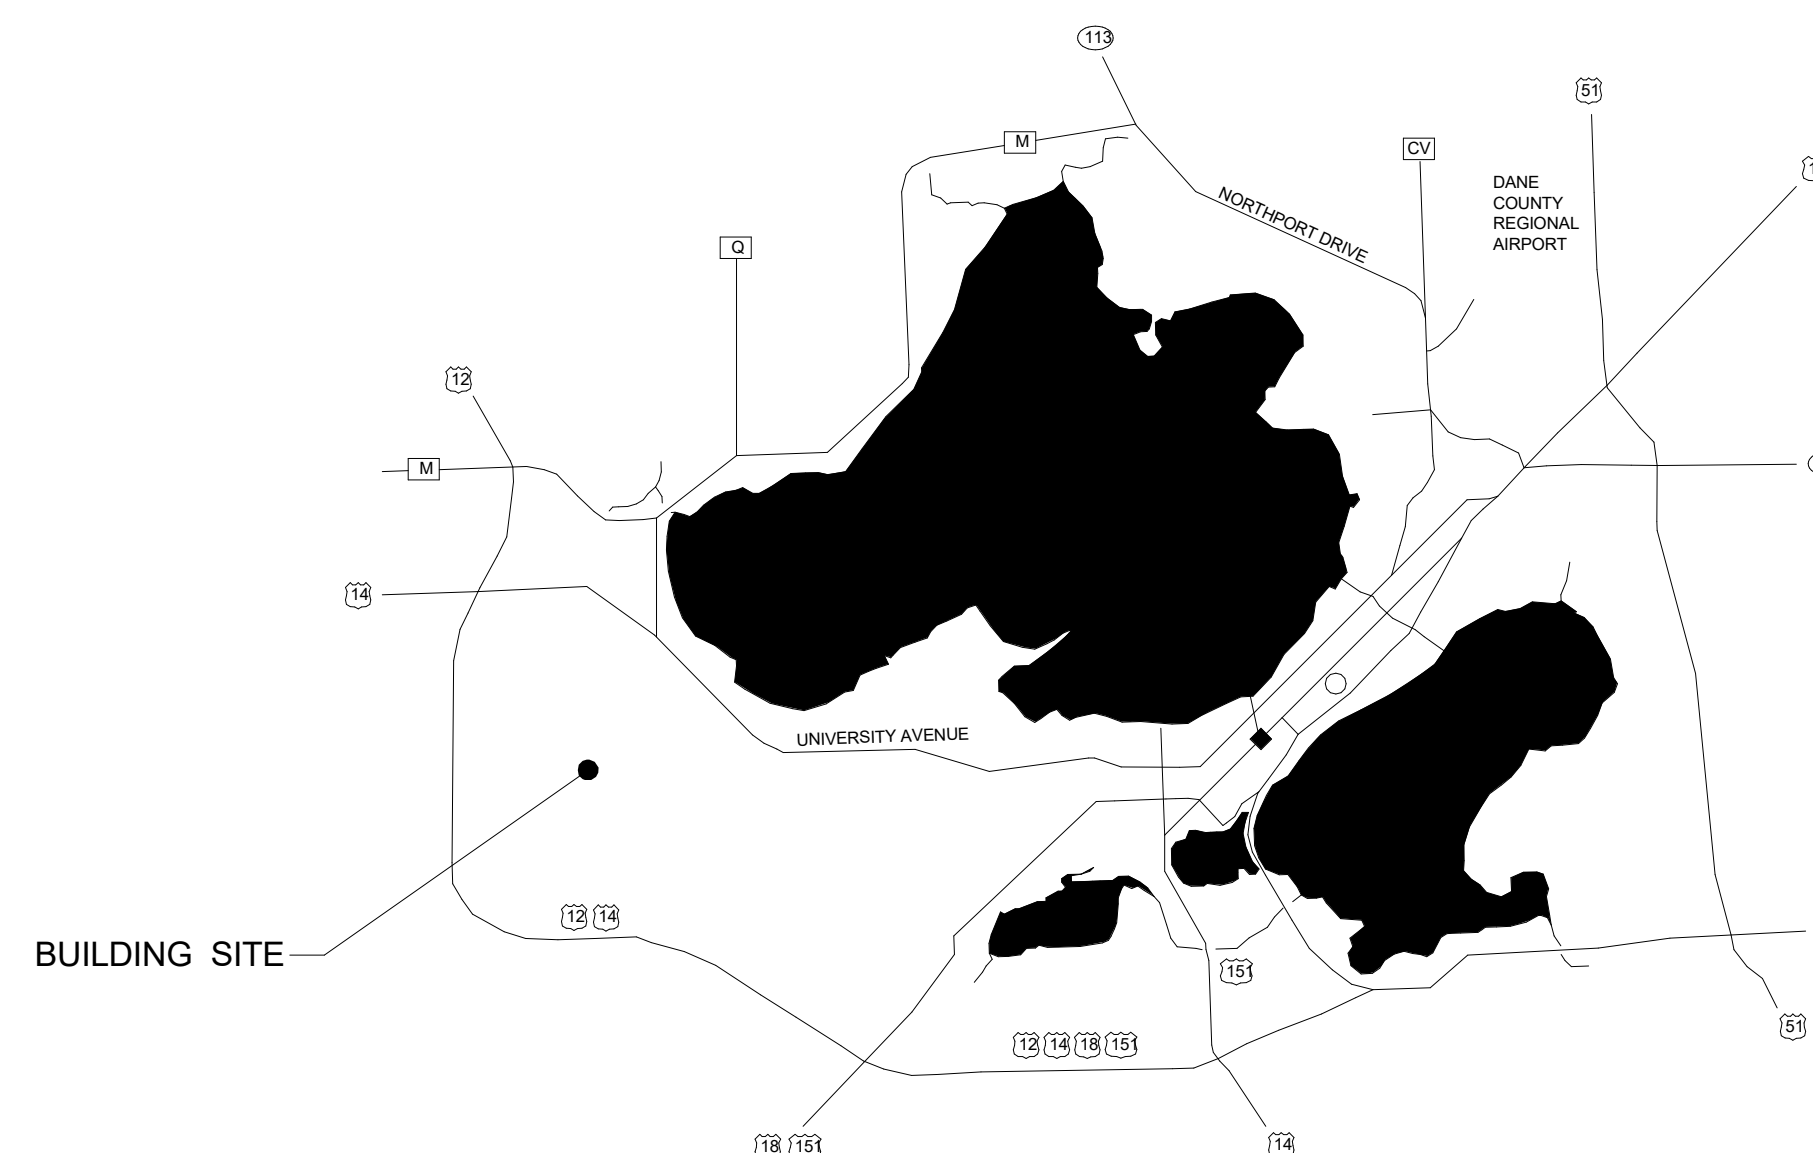 113
51
M
CV
DANE
COUNTY
REGIONAL
AIRPORT
NORTHPORT DRIVE
Q
12
M
14
UNIVERSITY AVENUE
12 14
BUILDING SITE
151
12 14 18 151
51
18 151
14